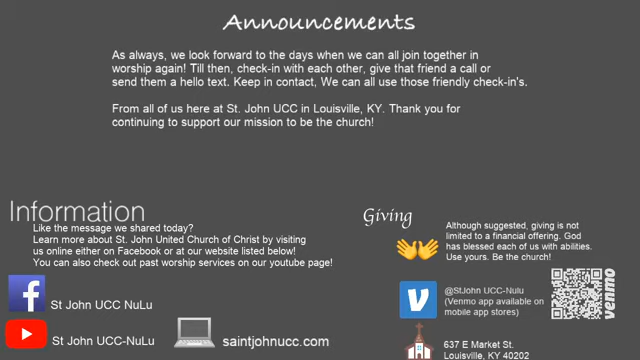 Announcements
As always, we look forward to the days when we can all join together in
worship again! Till then, check-in with each other, give that friend a call or
send them a hello text. Keep in contact, We can all use those friendly check-in's.
From all of us here at St. John UCC in Louisville, KY. Thank you for
continuing to support our mission to be the church!
Information
Like the message we shared today?
Learn more about St. John United Church of Christ by visiting
us online either on Facebook or at our website listed below!
You can also check out past worship services on our youtube page!
f
St John UCC NuLu
St John UCC-NuLu
saintjohnucc.com
Giving
Although suggested, giving is not
limited to a financial offering. God
has blessed each of us with abilities.
Use yours. Be the church!
@StJohn UCC-Nulu
(Venmo app available on
mobile app stores)
venmo
637 E Market St.
Louisville, KY 40202